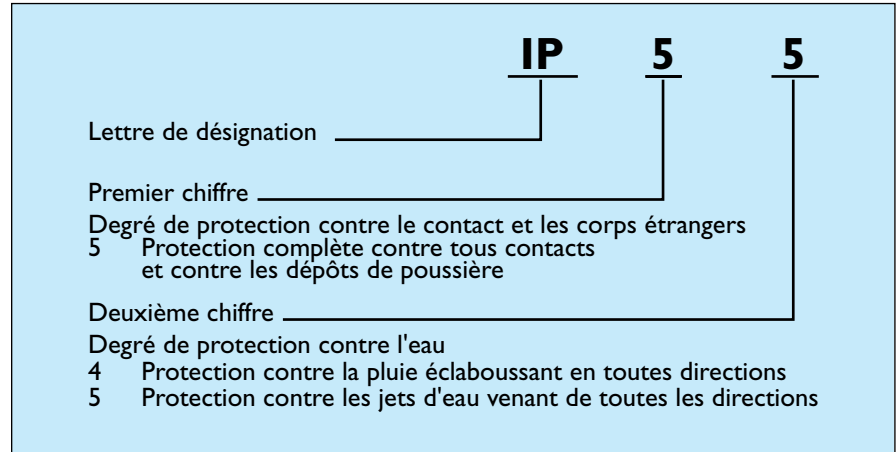 IP 5 5
Lettre de désignation
Premier chiffre
Degré de protection contre le contact et les corps étrangers
5 Protection complète contre tous contacts
et contre les dépôts de poussière
Deuxième chiffre
Degré de protection contre l'eau
4 Protection contre la pluie éclaboussant en toutes directions
5 Protection contre les jets d'eau venant de toutes les directions